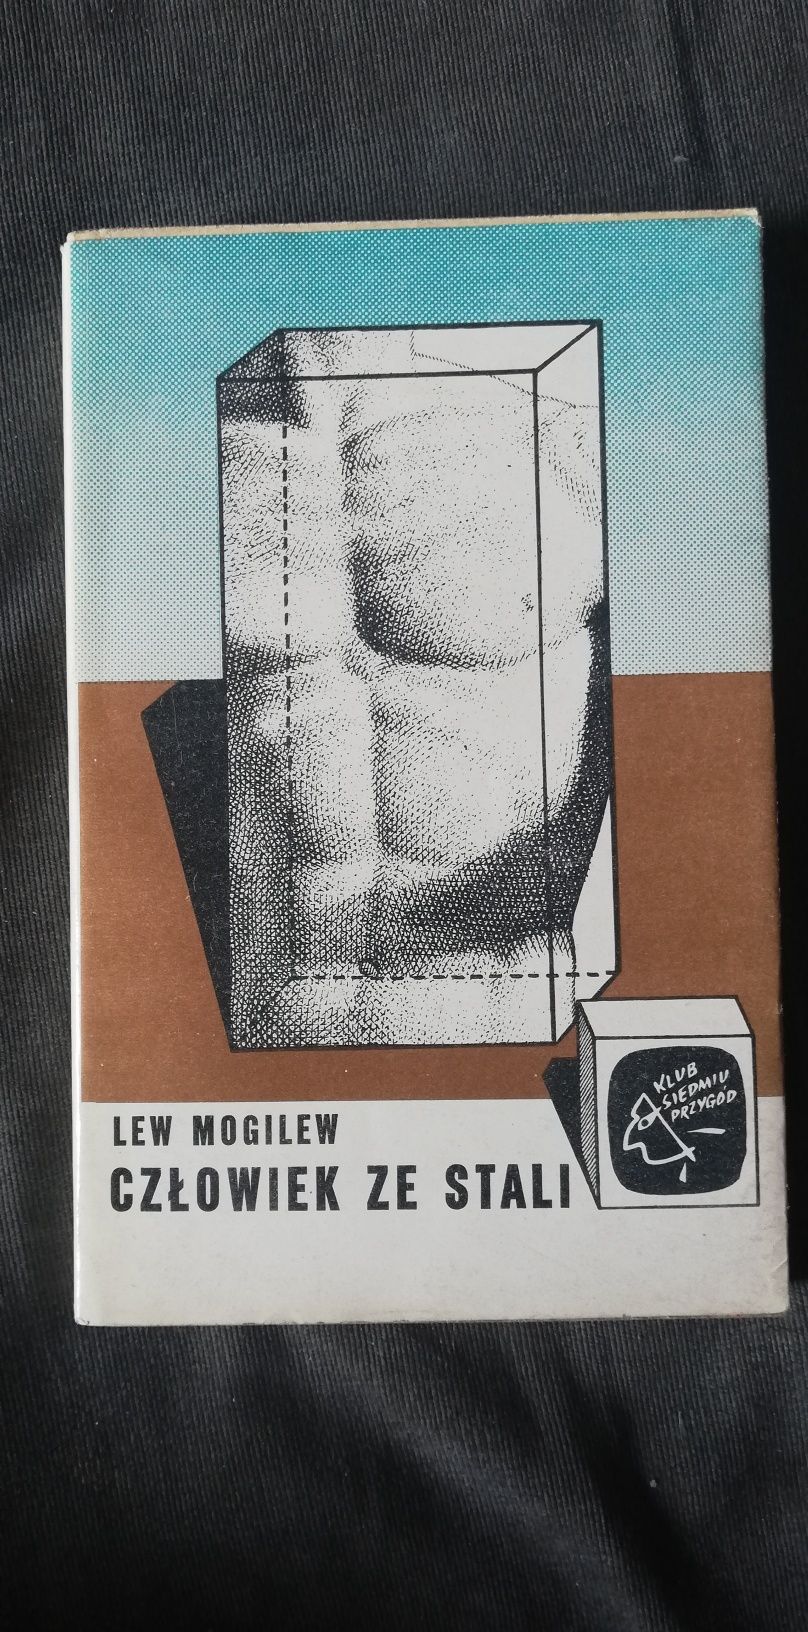 LEW MOGILEW
CZŁOWIEK ZE STALI
KLUB
SIEDMIU
PRZYGÓD